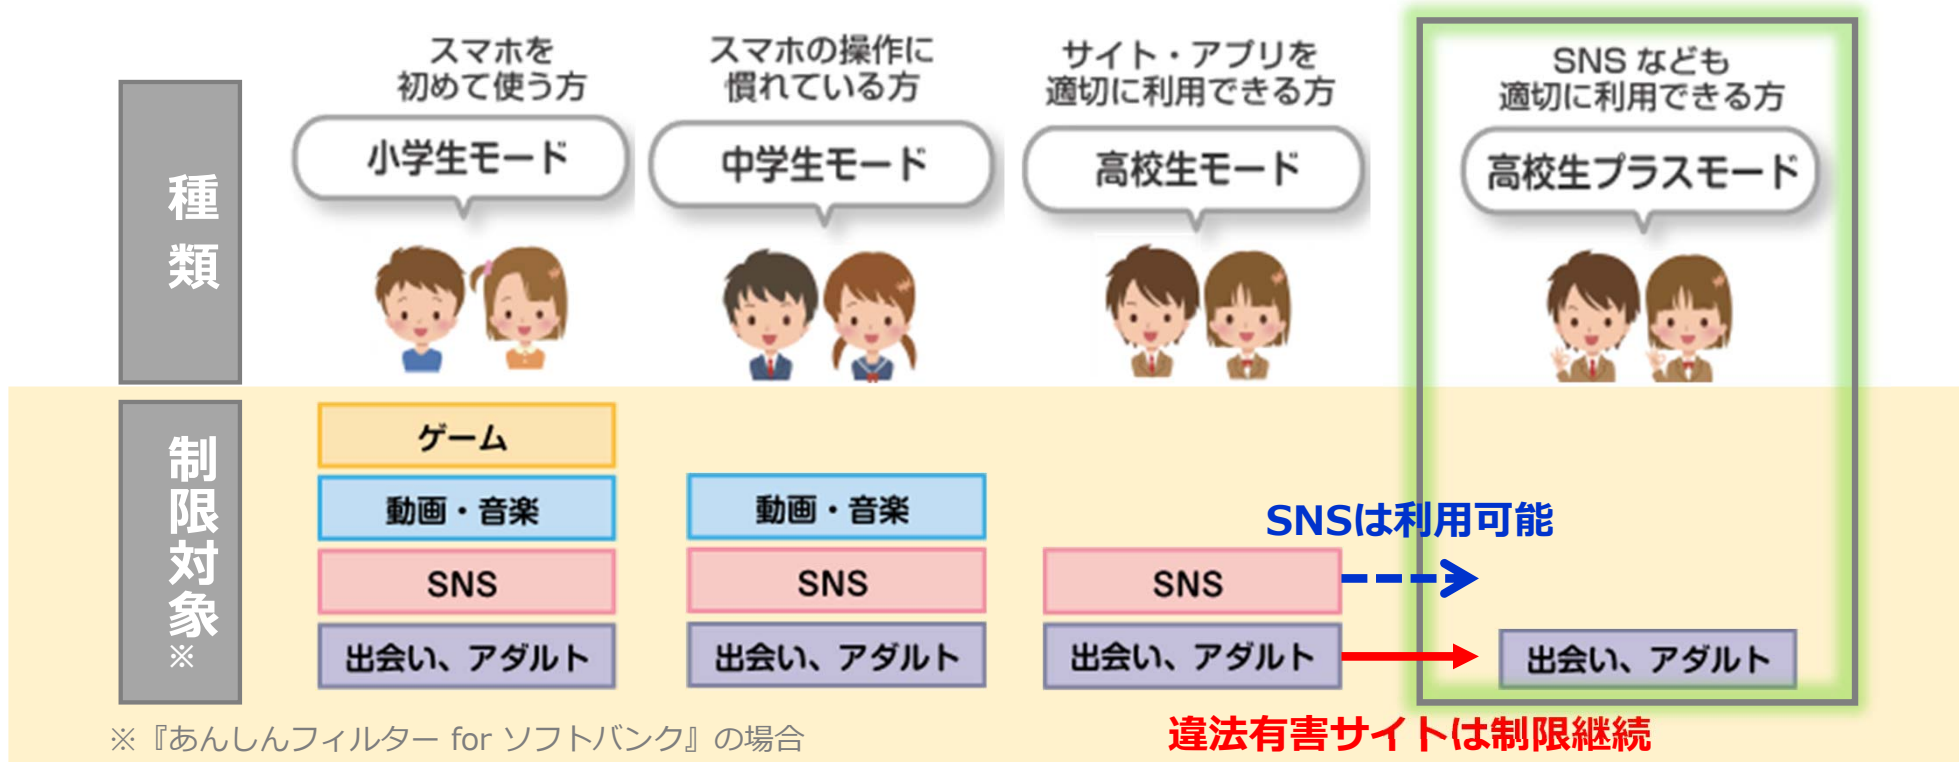 種類
スマホを
初めて使う方
小学生モード
スマホの操作に
慣れている方
中学生モード
サイト・アプリを
適切に利用できる方
高校生モード
SNS なども
適切に利用できる方
高校生プラスモード
制限対象※
ゲーム
動画・音楽
SNS
出会い、アダルト
動画・音楽
SNS
出会い、アダルト
SNS
出会い、アダルト
SNSは利用可能
出会い、アダルト
違法有害サイトは制限継続
※『あんしんフィルター for ソフトバンク』の場合